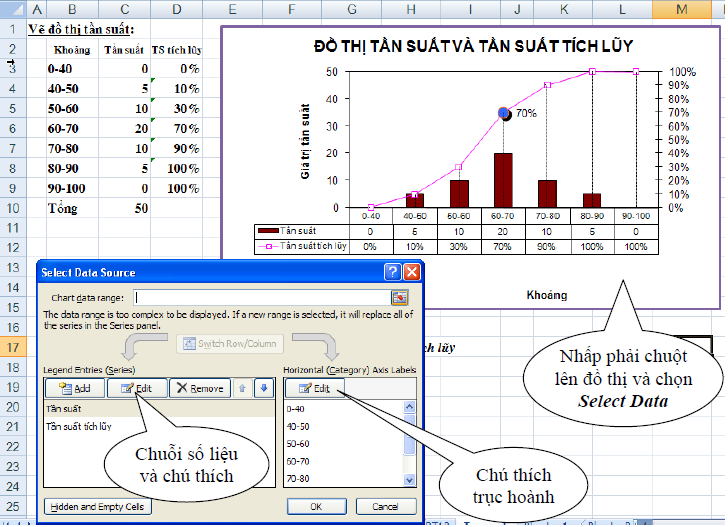 A B C D E F G H I J K L M
1 Vẽ đồ thị tần suất:
2 Khoảng Tần suất TS tích lũy
3 0-40 0 0%
4 40-50 5 10%
5 50-60 10 30%
6 60-70 20 70%
7 70-80 10 90%
8 80-90 5 100%
9 90-100 0 100%
10 Tổng 50
11
12
13
14
15
16
17
18
19
20
21
22
23
24
25
ĐỒ THỊ TẦN SUẤT VÀ TẦN SUẤT TÍCH LŨY
Giá trị tần suất
50
40
30
20
10
0
100%
90%
80%
70%
60%
50%
40%
30%
20%
10%
0%
70%
0-40 40-50 50-60 60-70 70-80 80-90 90-100
Tần suất 0 5 10 20 10 5 0
Tần suất tích lũy 0% 10% 30% 70% 90% 100% 100%
Khoảng
ch lũy
Select Data Source
Chart data range:
The data range is too complex to be displayed. If a new range is selected, it will replace all of
the series in the Series panel.
Switch Row/Column
Legend Entries (Series)
Add Edit Remove
Tần suất
Tần suất tích lũy
Horizontal (Category) Axis Labels
Edit
0-40
40-50
50-60
60-70
70-80
Hidden and Empty Cells OK Cancel
Chuỗi số liệu
và chú thích
Chú thích
trục hoành
Nhấp phải chuột
lên đồ thị và chọn
Select Data